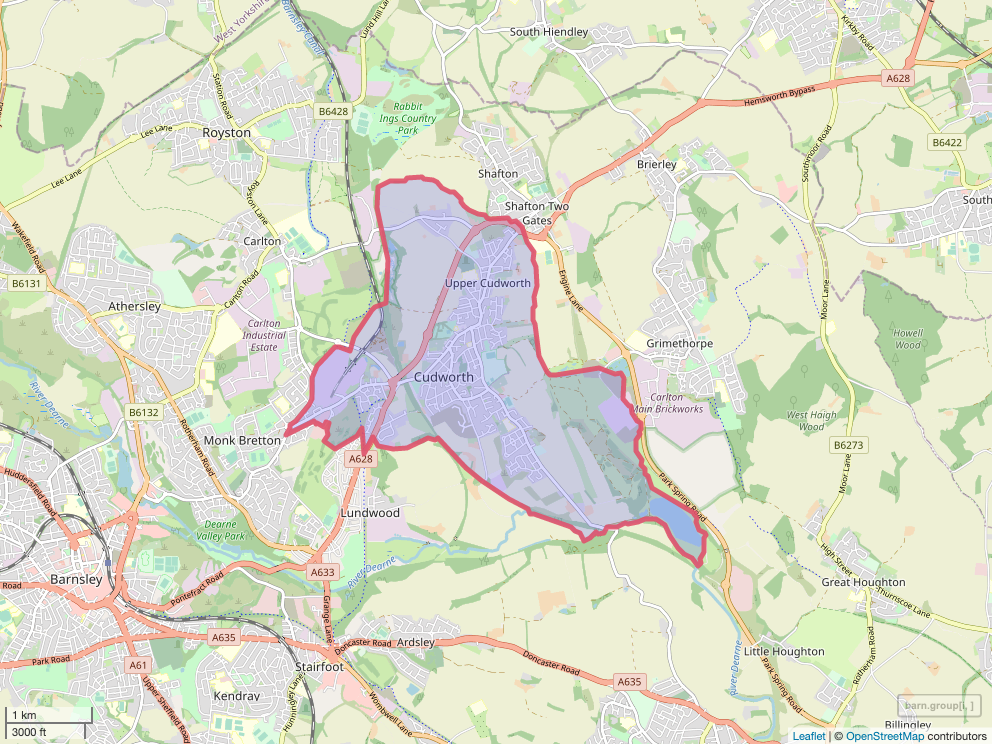 West Yorkshire
Barnsley Canal
Lund Hill Lane
South Hiendley
Kirkby Road
A628
Hemsworth Bypass
Station Road
B6428
Rabbit
Ings Country
Park
Royston
Lee Lane
Lee Lane
Southmoor Road
B6422
Brierley
Shafton
Royston Lane
Shafton Two
Gates
South
Wakefield Road
Carlton
Carlton Road
B6131
Engine Lane
Upper Cudworth
Moor Lane
Athersley
Carlton
Industrial
Estate
Howell
Wood
Grimethorpe
Cudworth
River Dearne
Carlton
Main Brickworks
B6132
West Haigh
Wood
Monk Bretton
Rotherham Road
B6273
A628
Huddersfield Road
Moor Lane
Park Spring Road
Lundwood
Dearne
Valley Park
High Street
River Dearne
A633
Barnsley
Great Houghton
Road
Pontefract Road
Thurnscoe Lane
Grange Lane
A635
Doncaster Road
Ardsley
Park Road
A61
Stairfoot
Doncaster Road
Little Houghton
River Dearne
Rotherham Road
Park Spring Road
Upper Sheffield Road
Kendray
Hunningley Lane
Wombwell Lane
A635
barn.group[i, ]
1 km
3000 ft
Billingley
Leaflet | © OpenStreetMap contributors